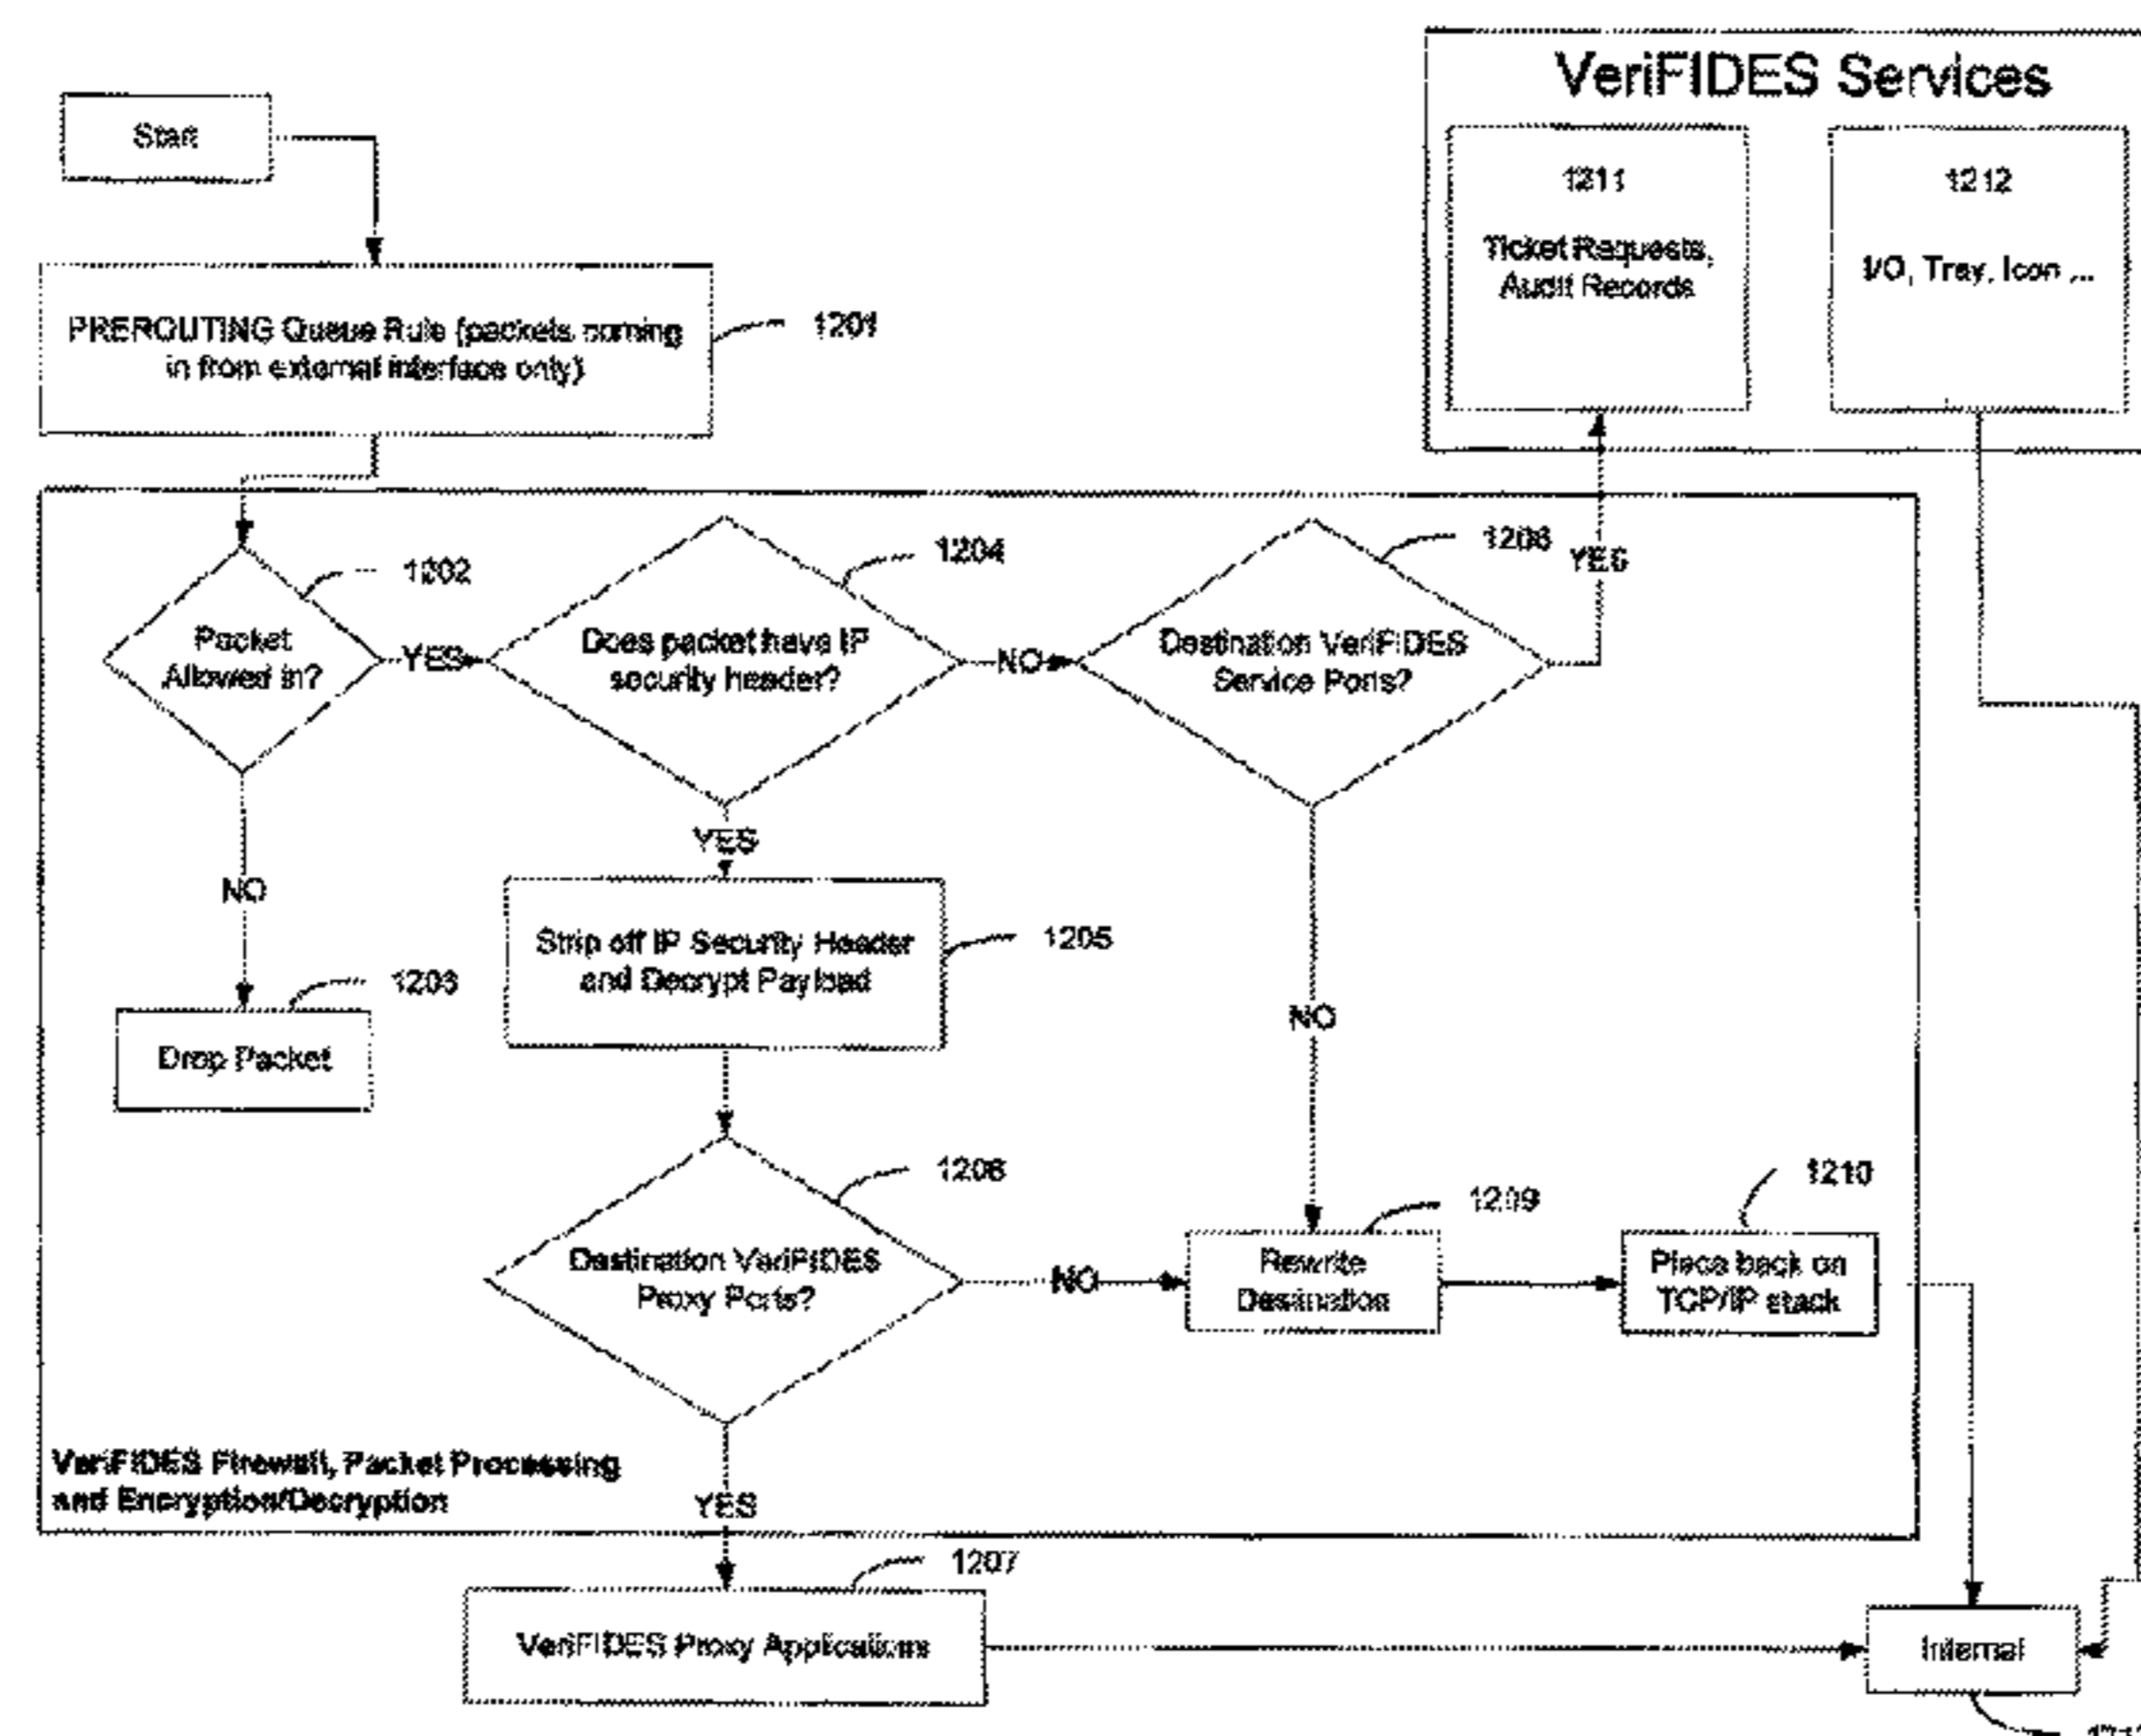 VeriFIDES Services
Start
1211
Ticket Requests,
Audit Records
1212
I/O, Tray, Icon ...
PREROUTING Queue Rule (packets coming
in from external interface only)
1201
1202
Packet
Allowed in?
YES
1204
Does packet have IP
security header?
NO
1208
Destination VeriFIDES
Service Ports?
YES
NO
YES
Strip off IP Security Header
and Decrypt Payload
1205
NO
1203
Drop Packet
1206
Destination VeriFIDES
Proxy Ports?
NO
1209
Rewrite
Destination
1210
Place back on
TCP/IP stack
VeriFIDES Firewall, Packet Processing
and Encryption/Decryption
YES
1207
VeriFIDES Proxy Applications
Internal